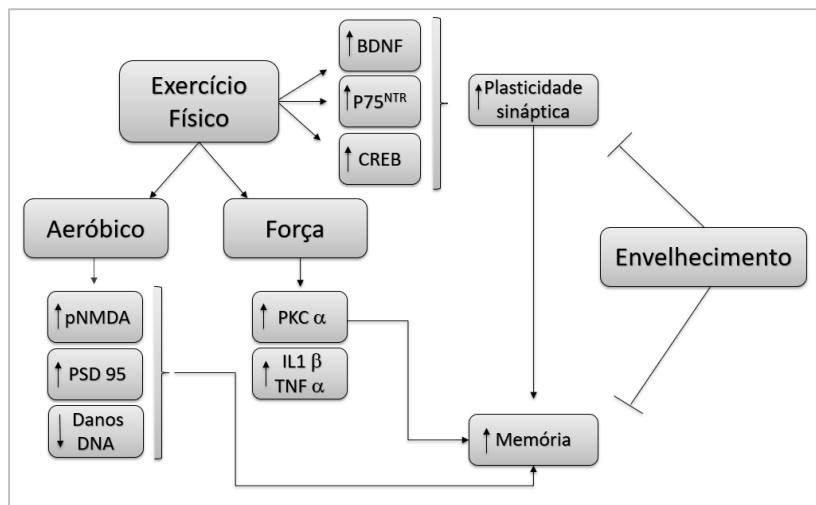 Exercício
Físico
↑ BDNF
↑ P75NTR
↑ CREB
↑ Plasticidade
sináptica
Aeróbico
Força
Envelhecimento
↑ pNMDA
↑ PSD 95
↓ Danos
DNA
↑ PKC α
↑ IL1 β
TNF α
↑ Memória